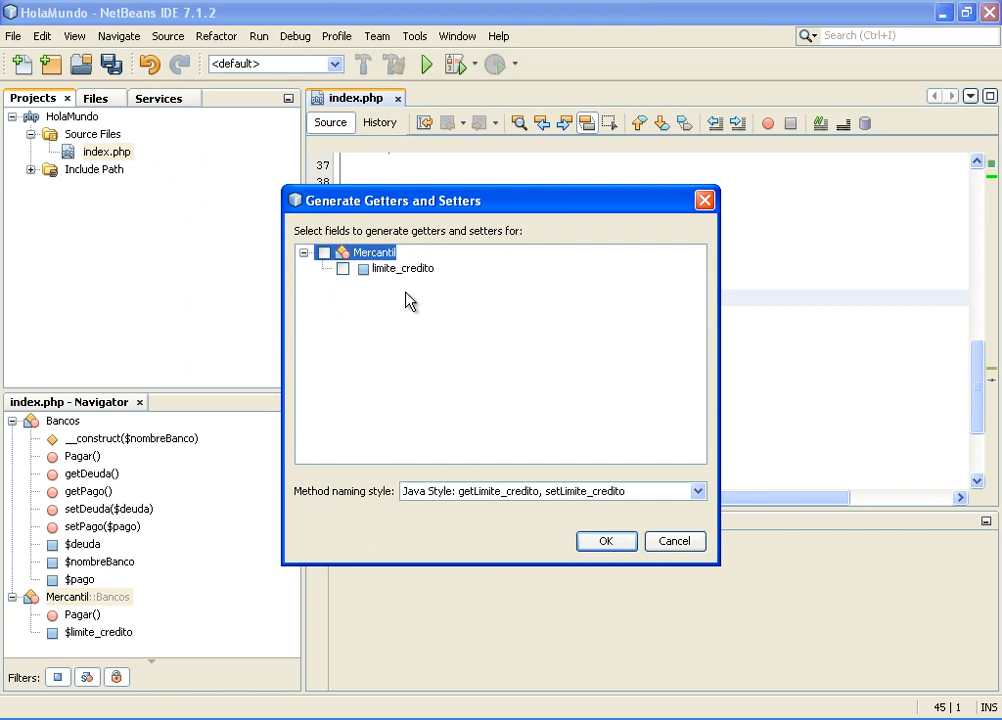 HolaMundo - NetBeans IDE 7.1.2
File Edit View Navigate Source Refactor Run Debug Profile Team Tools Window Help
Search (Ctrl+I)
<default>
Projects Files Services
HolaMundo
Source Files
index.php
Include Path
index.php
Source History
37
38
Generate Getters and Setters
Select fields to generate getters and setters for:
Mercantil
limite_credito
Method naming style: Java Style: getLimite_credito, setLimite_credito
OK Cancel
index.php - Navigator
Bancos
__construct($nombreBanco)
Pagar()
getDeuda()
getPago()
setDeuda($deuda)
setPago($pago)
$deuda
$nombreBanco
$pago
Mercantil::Bancos
Pagar()
$limite_credito
Filters:
45 | 1 INS